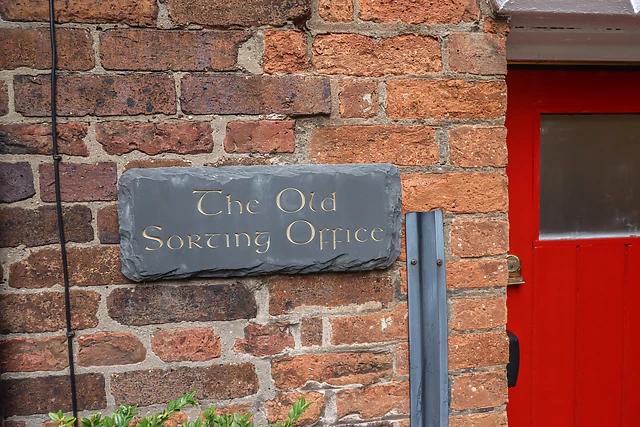 The Old
Sorting Office